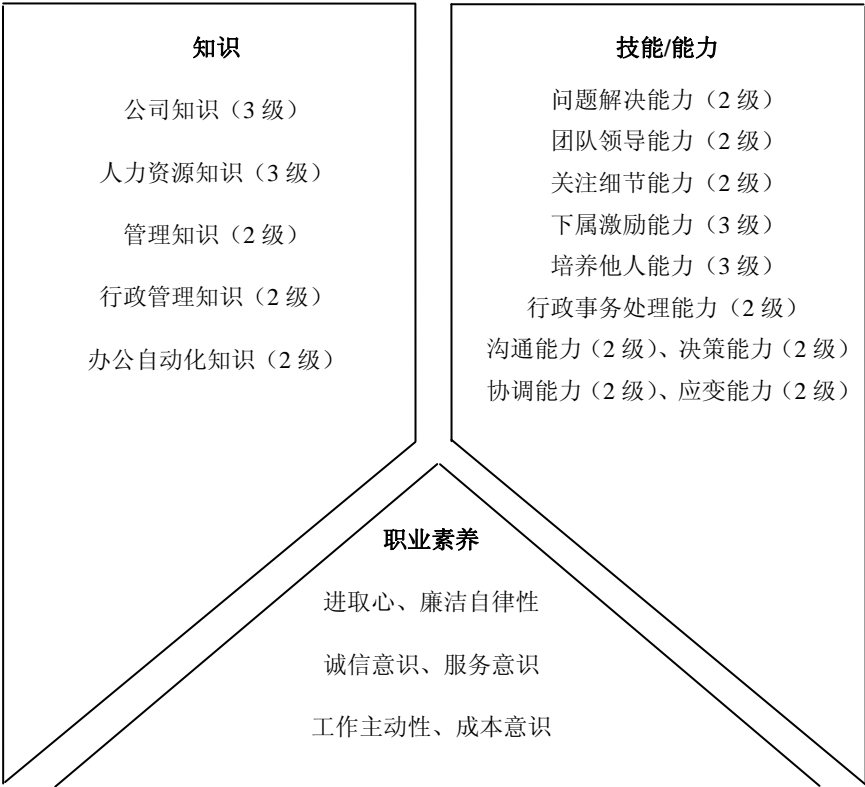 知识
公司知识（3 级）
人力资源知识（3 级）
管理知识（2 级）
行政管理知识（2 级）
办公自动化知识（2 级）
技能/能力
问题解决能力（2 级）
团队领导能力（2 级）
关注细节能力（2 级）
下属激励能力（3 级）
培养他人能力（3 级）
行政事务处理能力（2 级）
沟通能力（2 级）、决策能力（2 级）
协调能力（2 级）、应变能力（2 级）
职业素养
进取心、廉洁自律性
诚信意识、服务意识
工作主动性、成本意识